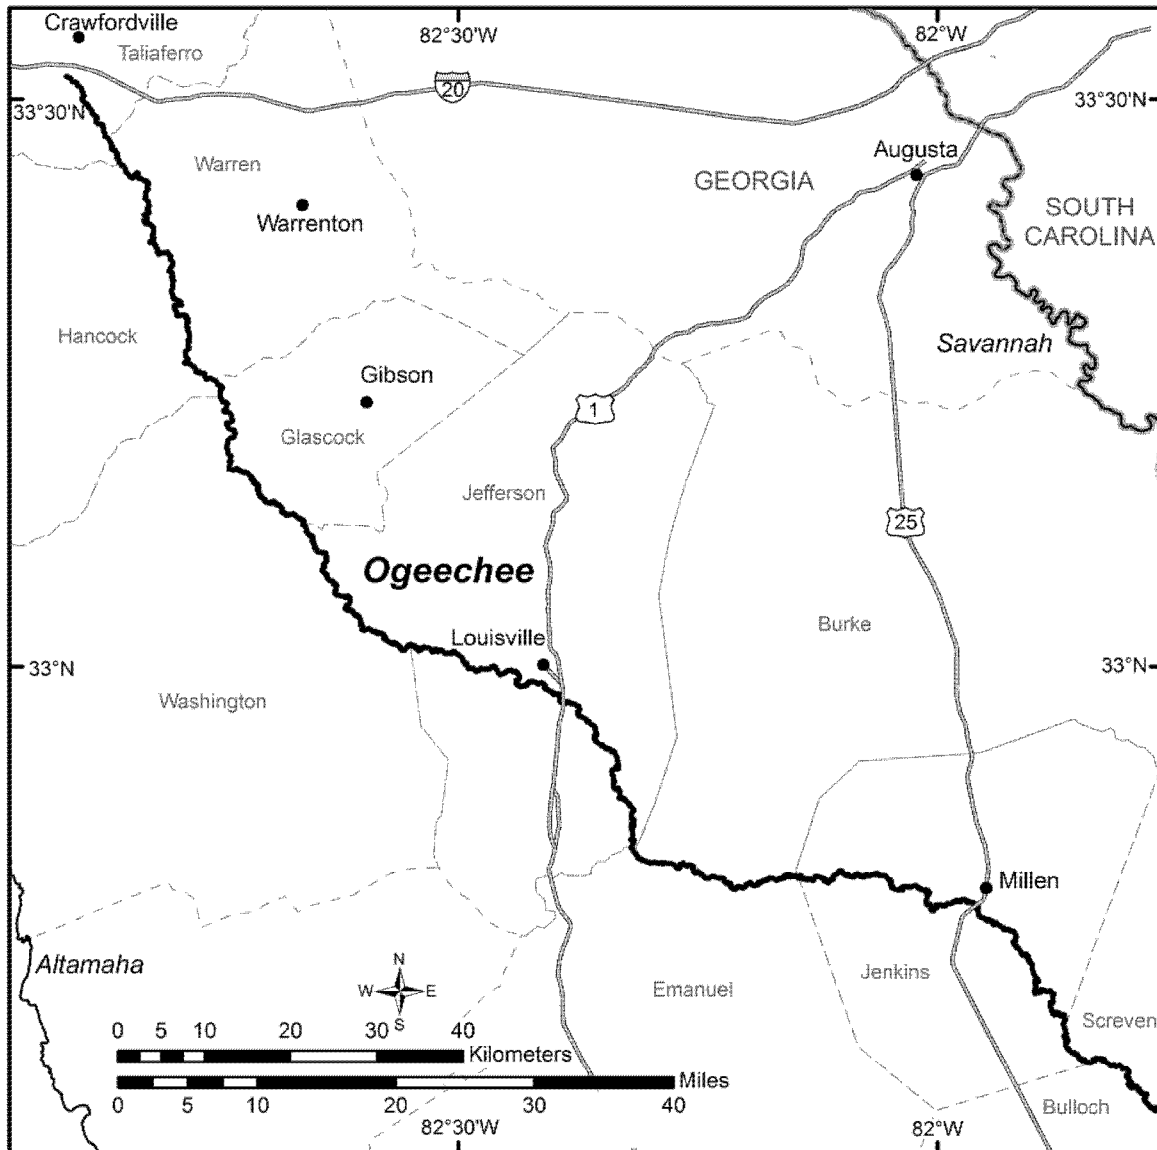 Crawfordville
82°30'W
82°W
Taliaferro
20
33°30'N
33°30'N
Augusta
Warren
GEORGIA
Warrenton
SOUTH
CAROLINA
Hancock
Savannah
Gibson
1
Glascock
Jefferson
25
Ogeechee
Burke
Louisville
33°N
33°N
Washington
Millen
Altamaha
N
W E
S
Jenkins
Emanuel
Screven
0 5 10 20 30 40
Kilometers
Miles
0 5 10 20 30 40
Bulloch
82°30'W
82°W